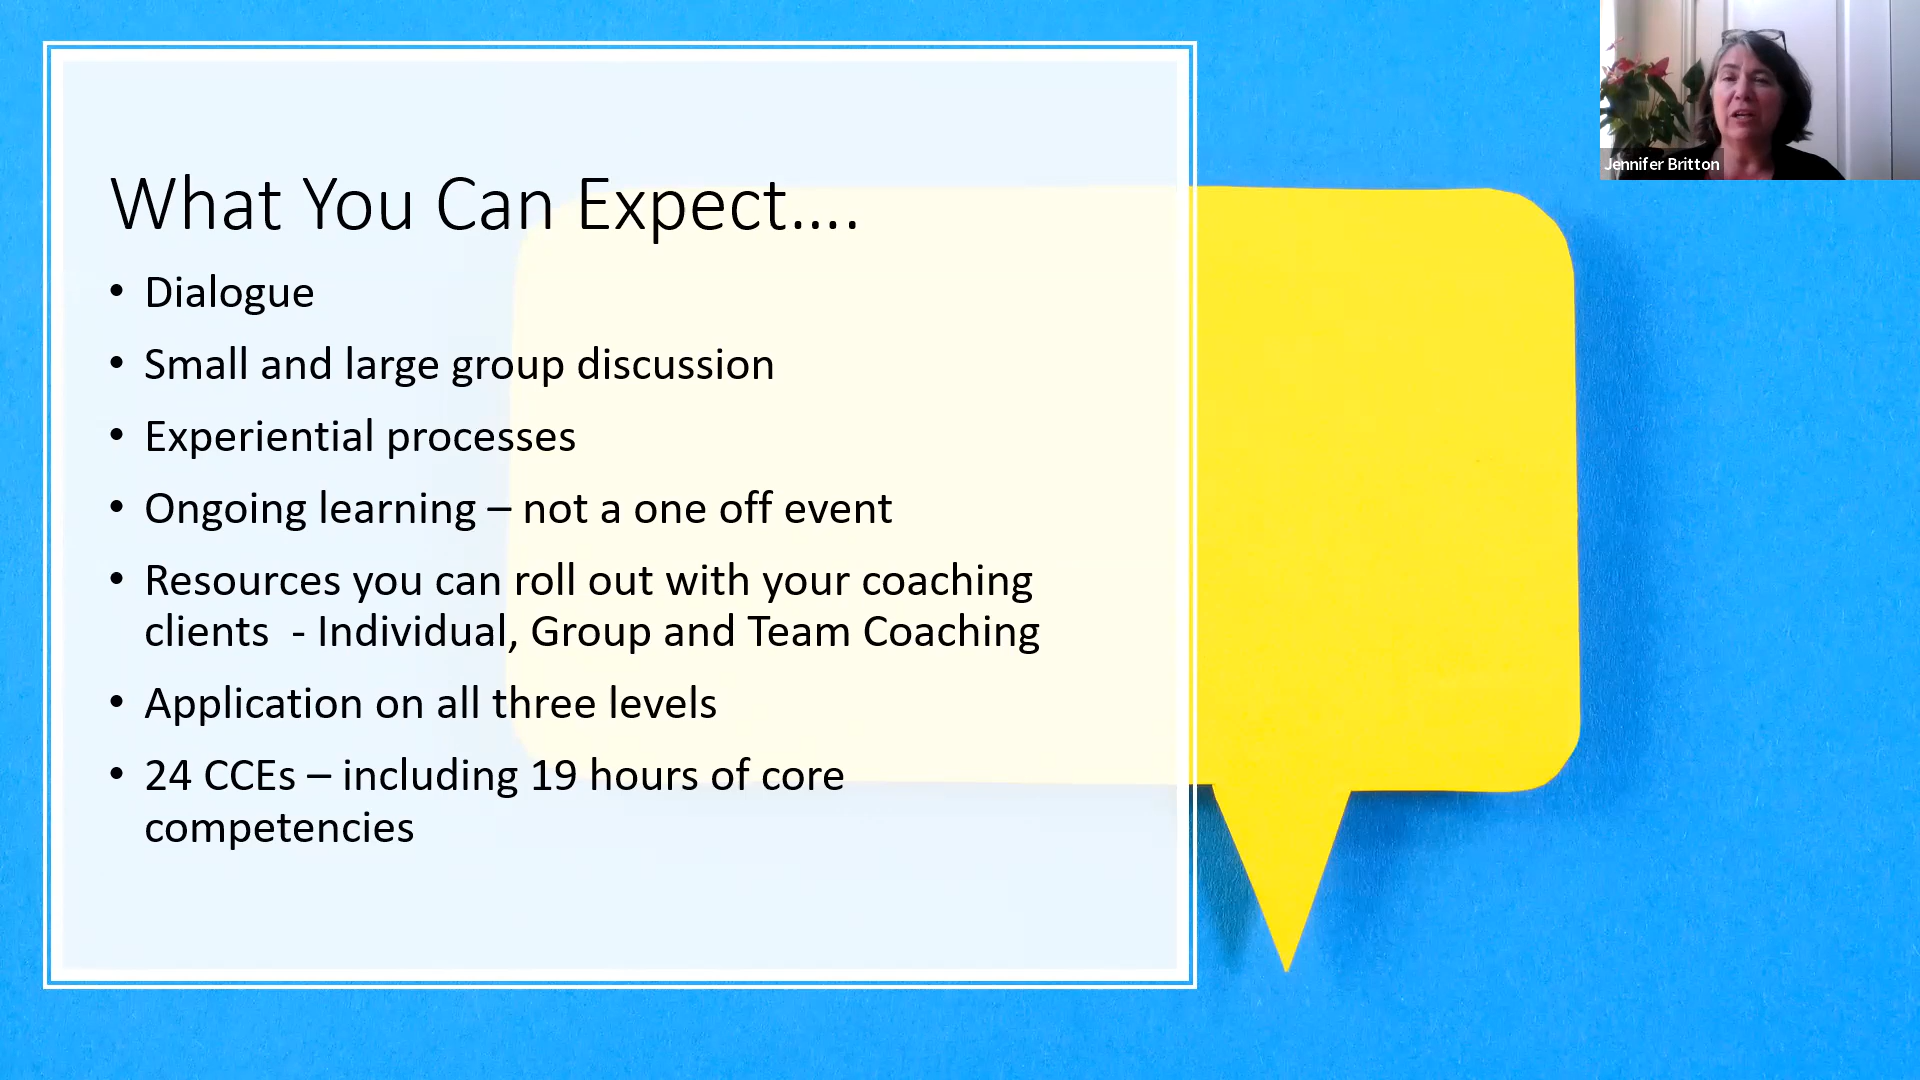 What You Can Expect....
• Dialogue
• Small and large group discussion
• Experiential processes
• Ongoing learning – not a one off event
• Resources you can roll out with your coaching
clients  - Individual, Group and Team Coaching
• Application on all three levels
• 24 CCEs – including 19 hours of core
competencies
Jennifer Britton